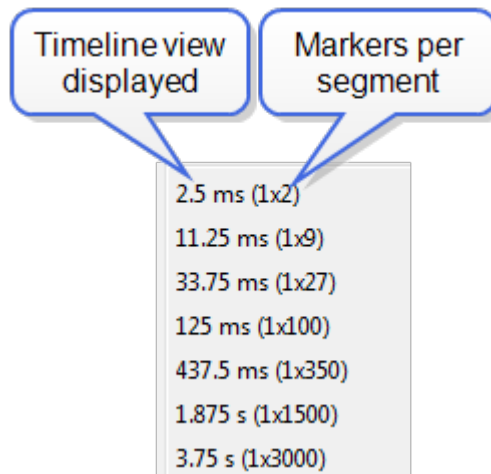 Timeline view
displayed
Markers per
segment
2.5 ms (1x2)
11.25 ms (1x9)
33.75 ms (1x27)
125 ms (1x100)
437.5 ms (1x350)
1.875 s (1x1500)
3.75 s (1x3000)